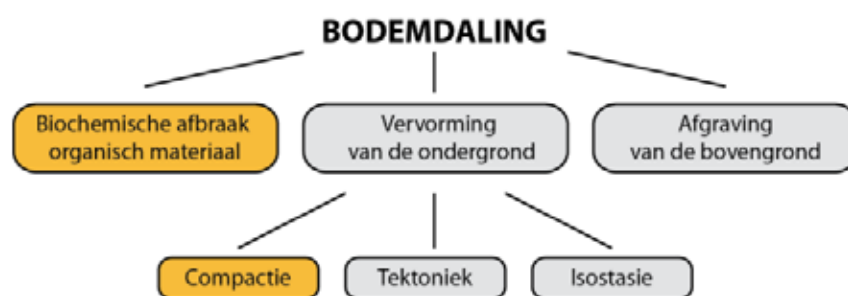 BODEMDALING
Biochemische afbraak
organisch materiaal
Vervorming
van de ondergrond
Afgraving
van de bovengrond
Compactie
Tektoniek
Isostasie